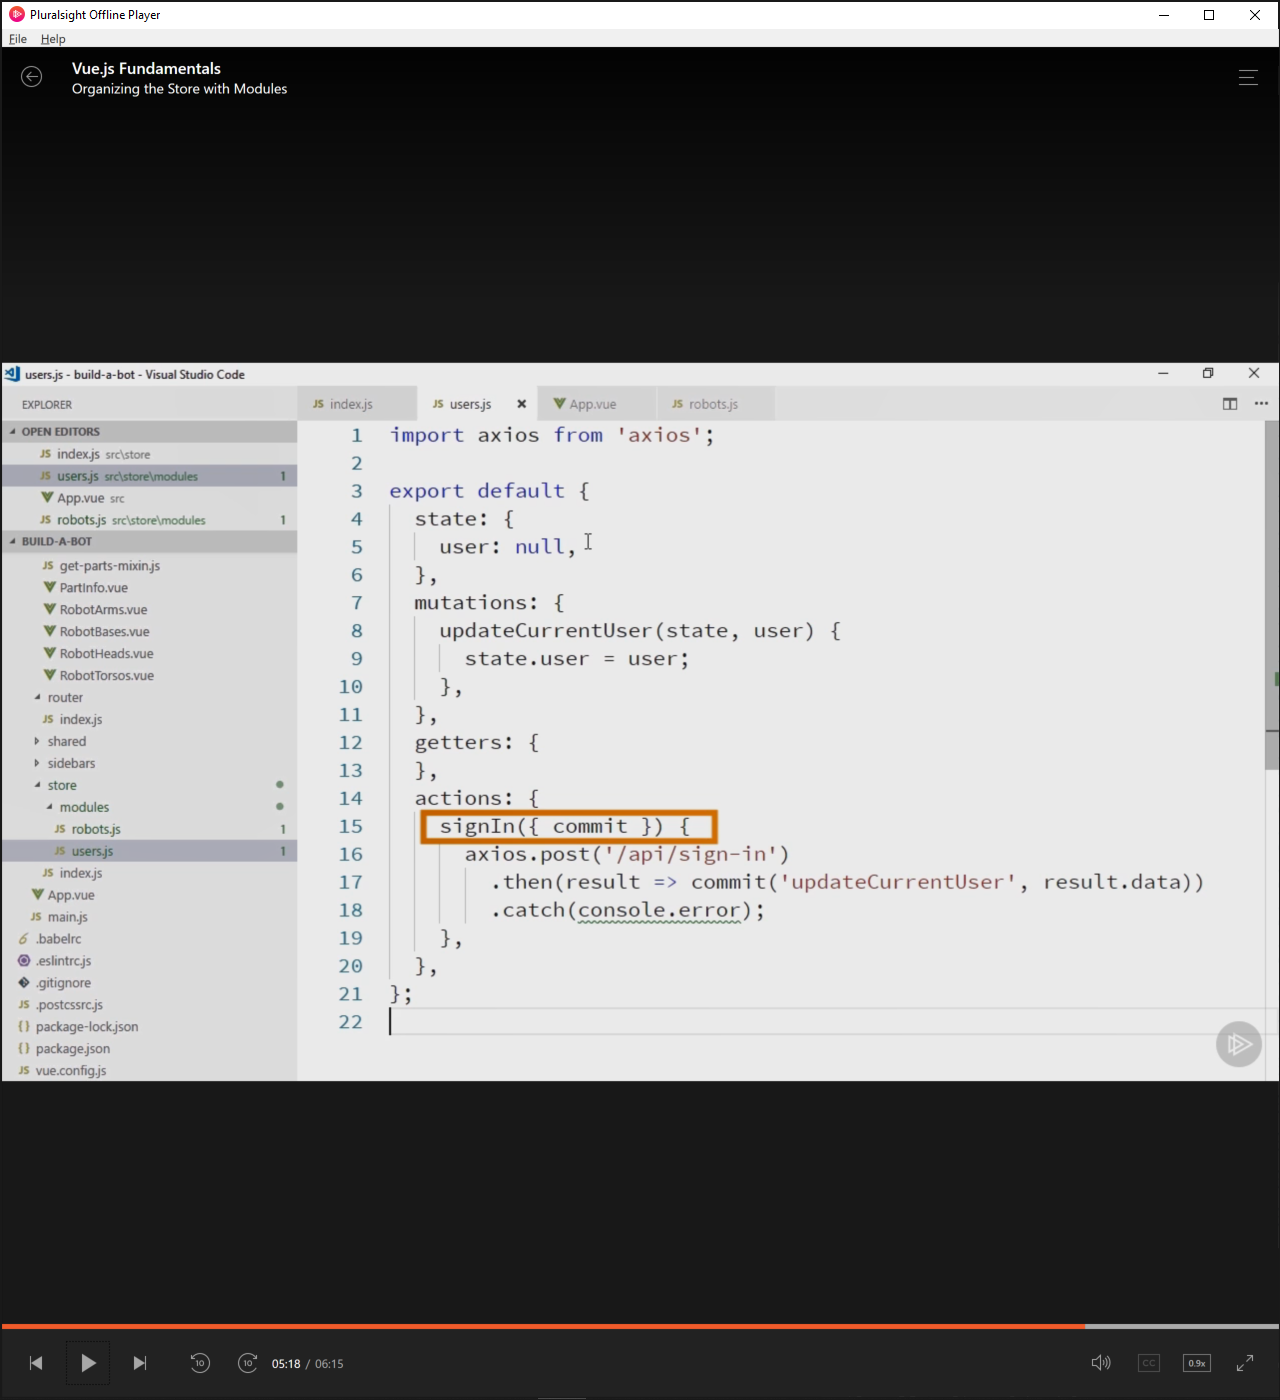 Pluralsight Offline Player
File Help
Vue.js Fundamentals
Organizing the Store with Modules
users.js - build-a-bot - Visual Studio Code
EXPLORER
OPEN EDITORS
JS index.js src\store
JS users.js src\store\modules 1
App.vue src
JS robots.js src\store\modules 1
BUILD-A-BOT
JS get-parts-mixin.js
PartInfo.vue
RobotArms.vue
RobotBases.vue
RobotHeads.vue
RobotTorsos.vue
router
JS index.js
shared
sidebars
store
modules
JS robots.js 1
JS users.js 1
JS index.js
App.vue
JS main.js
.babelrc
.eslintrc.js
.gitignore
JS .postcssrc.js
{} package-lock.json
{} package.json
JS vue.config.js
JS index.js JS users.js App.vue JS robots.js
1 import axios from 'axios';
2
3 export default {
4 state: {
5 user: null,
6 },
7 mutations: {
8 updateCurrentUser(state, user) {
9 state.user = user;
10 },
11 },
12 getters: {
13 },
14 actions: {
15 signIn({ commit }) {
16 axios.post('/api/sign-in')
17 .then(result => commit('updateCurrentUser', result.data))
18 .catch(console.error);
19 },
20 },
21 };
22
10 10 05:18 / 06:15 CC 0.9x